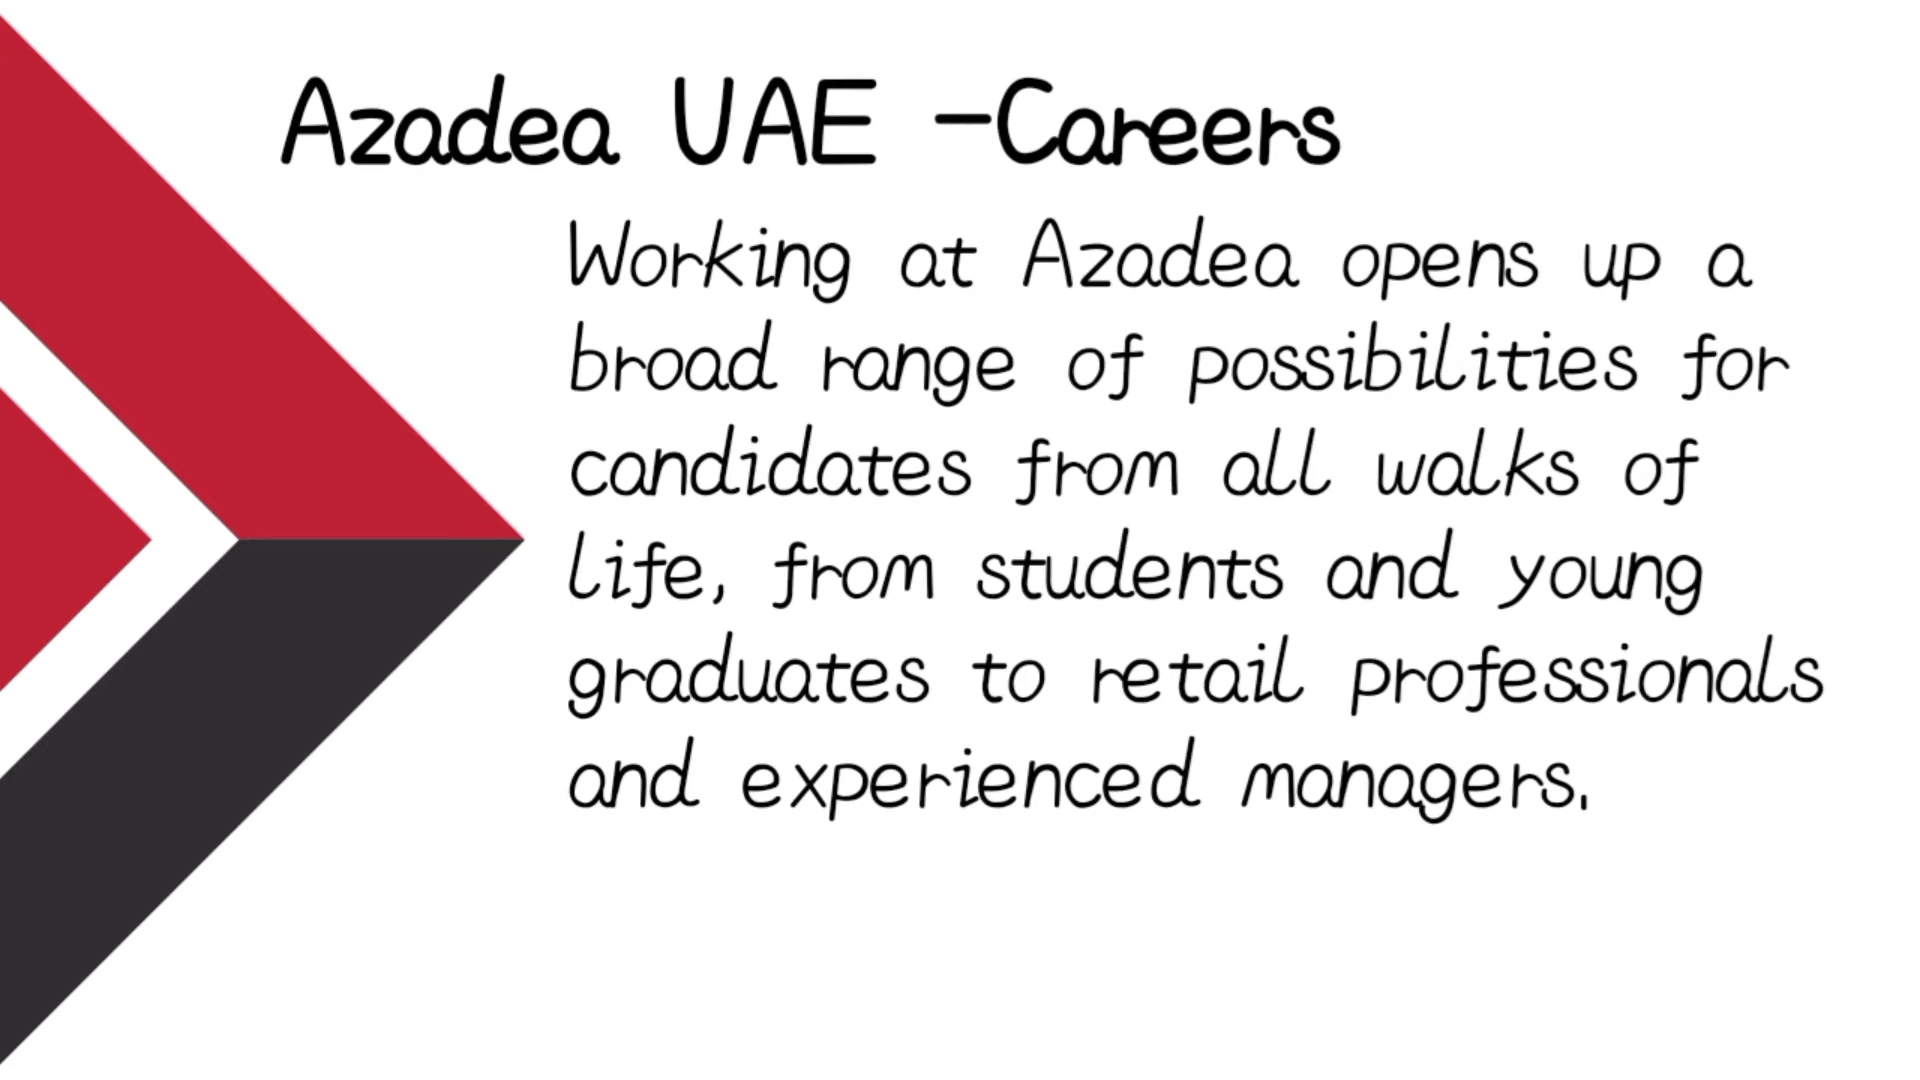 Azadea UAE -Careers
Working at Azadea opens up a
broad range of possibilities for
candidates from all walks of
life, from students and young
graduates to retail professionals
and experienced managers.